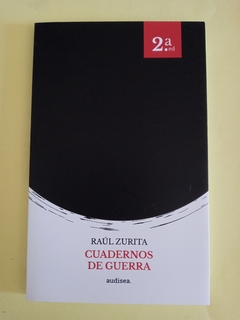 2.a
ed
RAÚL ZURITA
CUADERNOS
DE GUERRA
audisea.